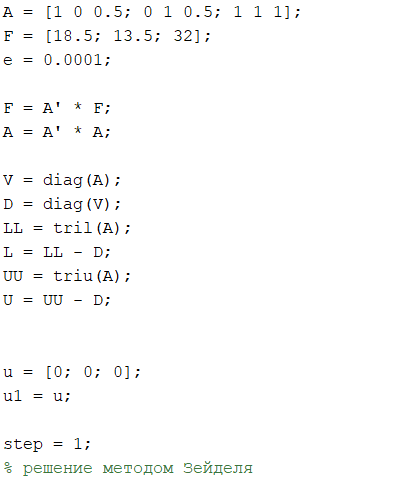 A = [1 0 0.5; 0 1 0.5; 1 1 1];
F = [18.5; 13.5; 32];
e = 0.0001;
F = A' * F;
A = A' * A;
V = diag(A);
D = diag(V);
LL = tril(A);
L = LL - D;
UU = triu(A);
U = UU - D;
u = [0; 0; 0];
u1 = u;
step = 1;
% решение методом Зейделя